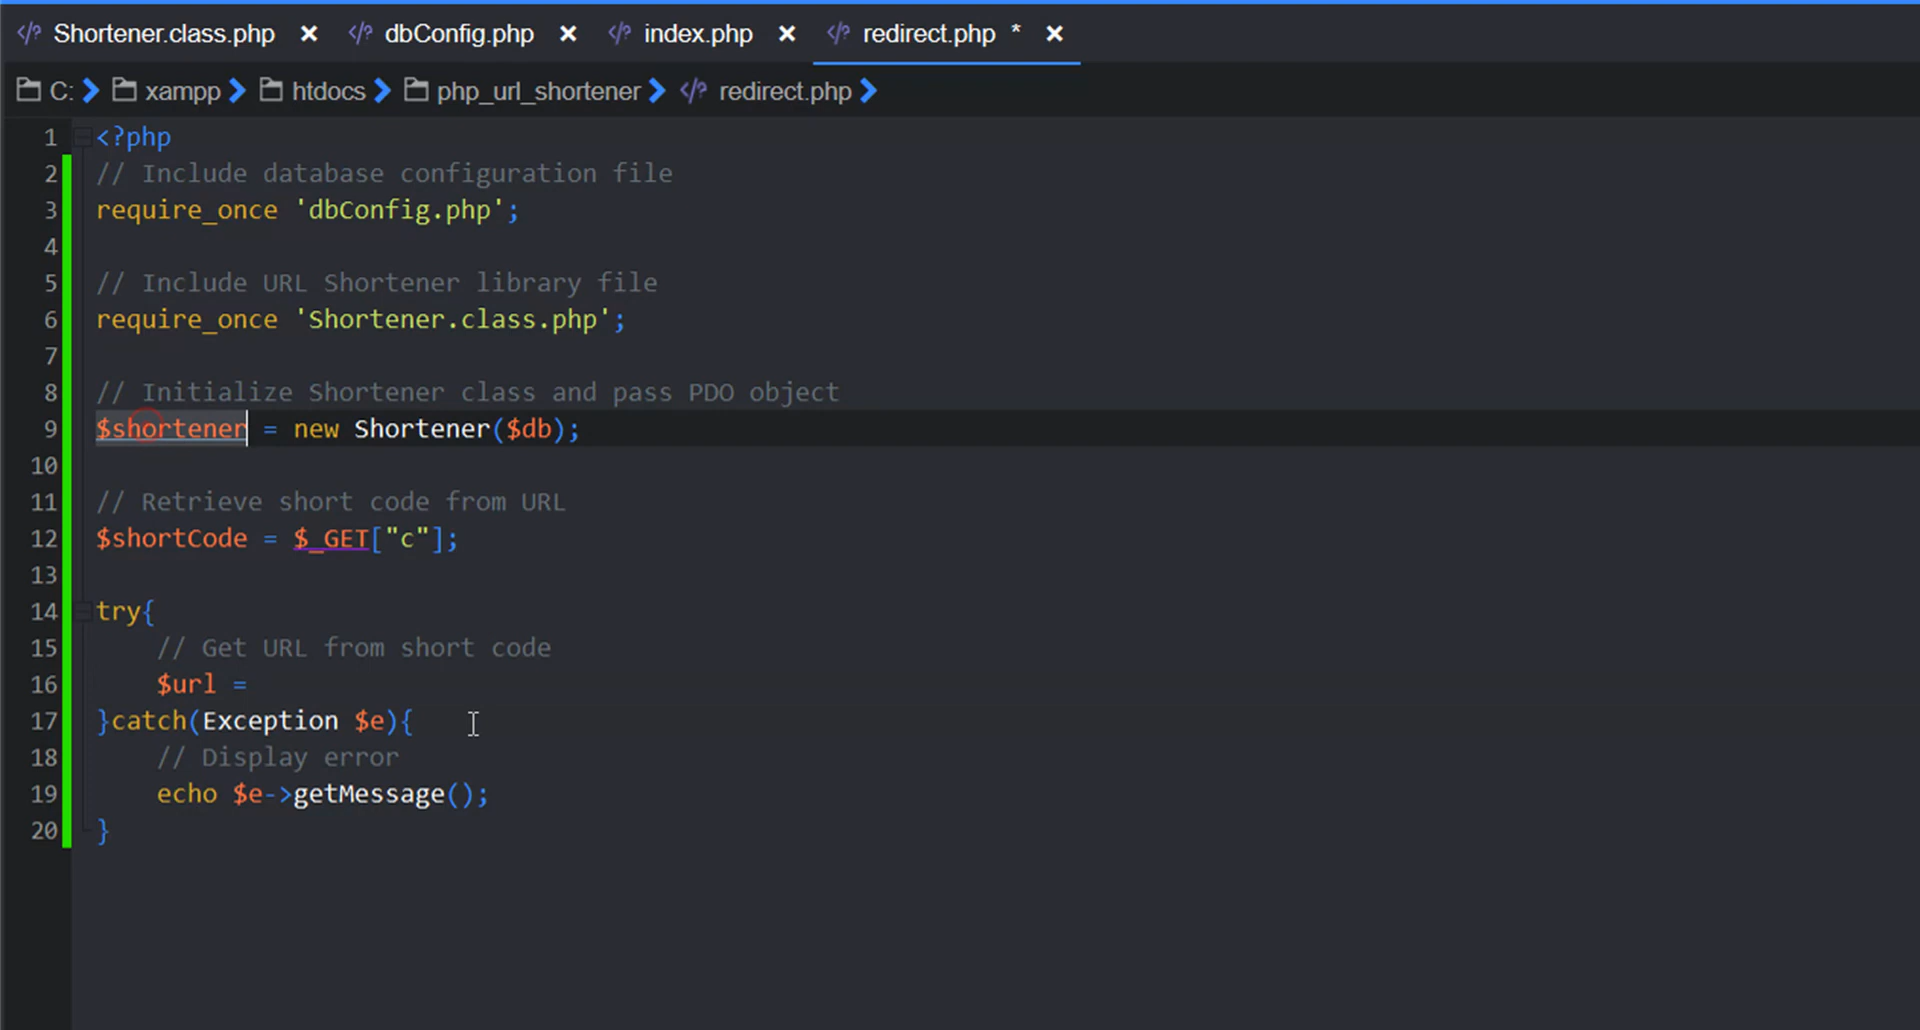 Shortener.class.php × dbConfig.php × index.php × redirect.php * ×
C: xampp htdocs php_url_shortener redirect.php
1 <?php
2 // Include database configuration file
3 require_once 'dbConfig.php';
4
5 // Include URL Shortener library file
6 require_once 'Shortener.class.php';
7
8 // Initialize Shortener class and pass PDO object
9 $shortener = new Shortener($db);
10
11 // Retrieve short code from URL
12 $shortCode = $_GET["c"];
13
14 try{
15     // Get URL from short code
16     $url =
17 }catch(Exception $e){
18     // Display error
19     echo $e->getMessage();
20 }